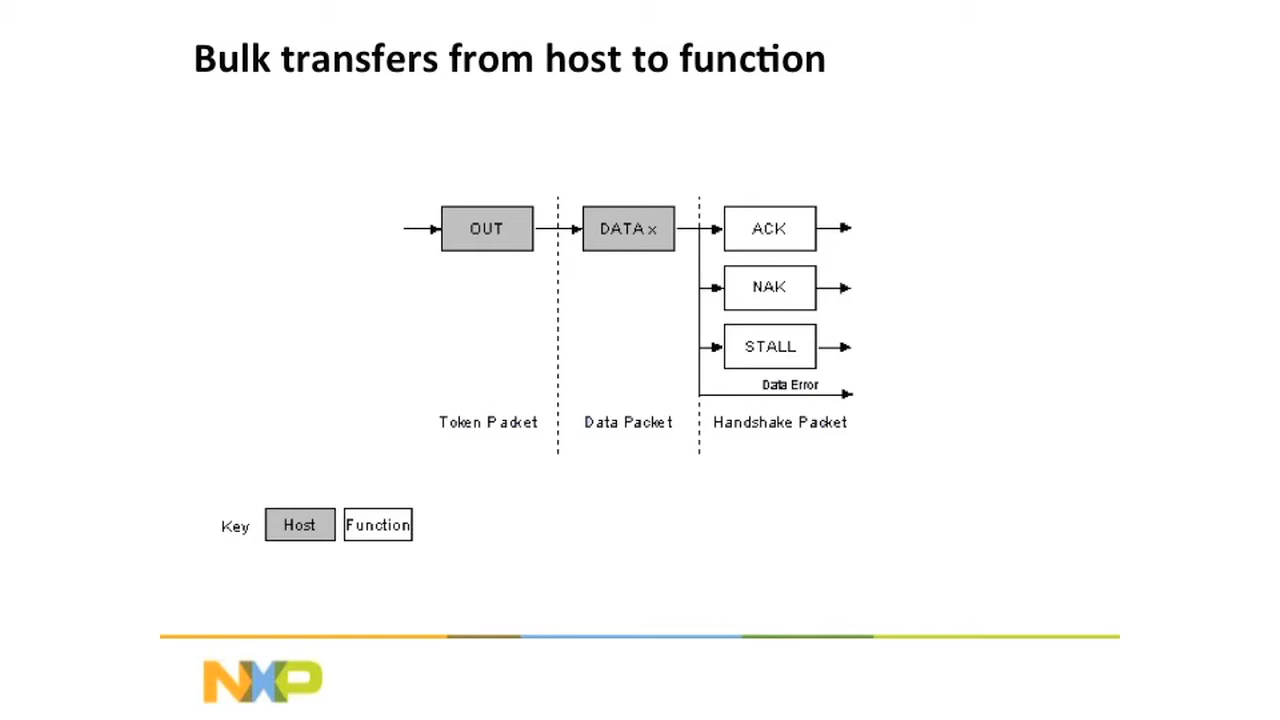 Bulk transfers from host to function
OUT
DATA x
ACK
NAK
STALL
Data Error
Token Packet
Data Packet
Handshake Packet
Key
Host
Function
NXP